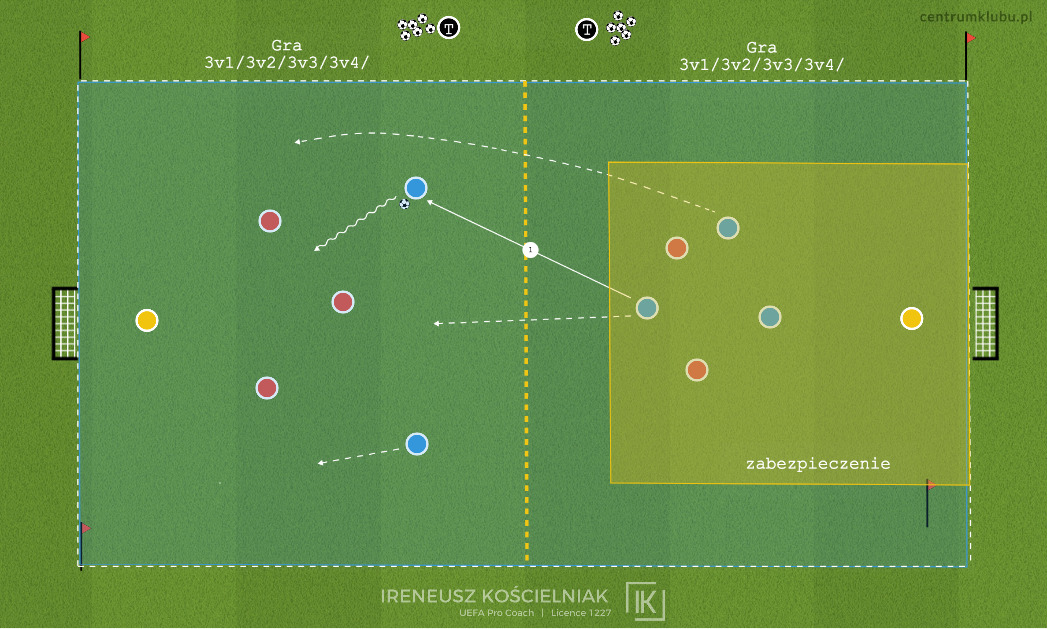 centrumklubu.pl
T
T
Gra
3v1/3v2/3v3/3v4/
Gra
3v1/3v2/3v3/3v4/
1
zabezpieczenie
IRENEUSZ KOŚCIELNIAK
UEFA Pro Coach | Licence 1227
IK